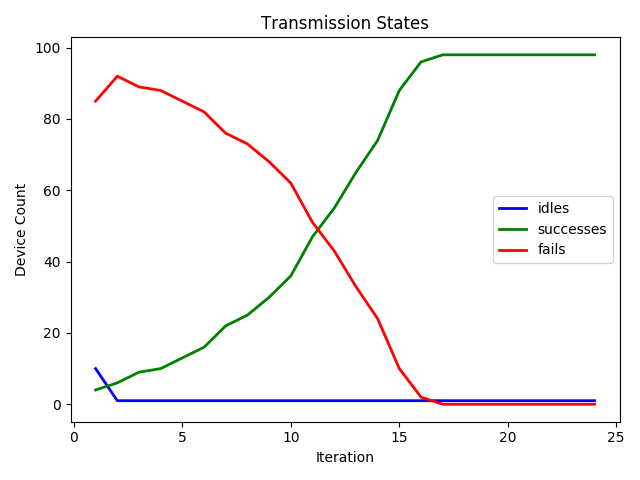 Transmission States
100
80
60
40
20
0
Device Count
idles
successes
fails
0 5 10 15 20 25
Iteration